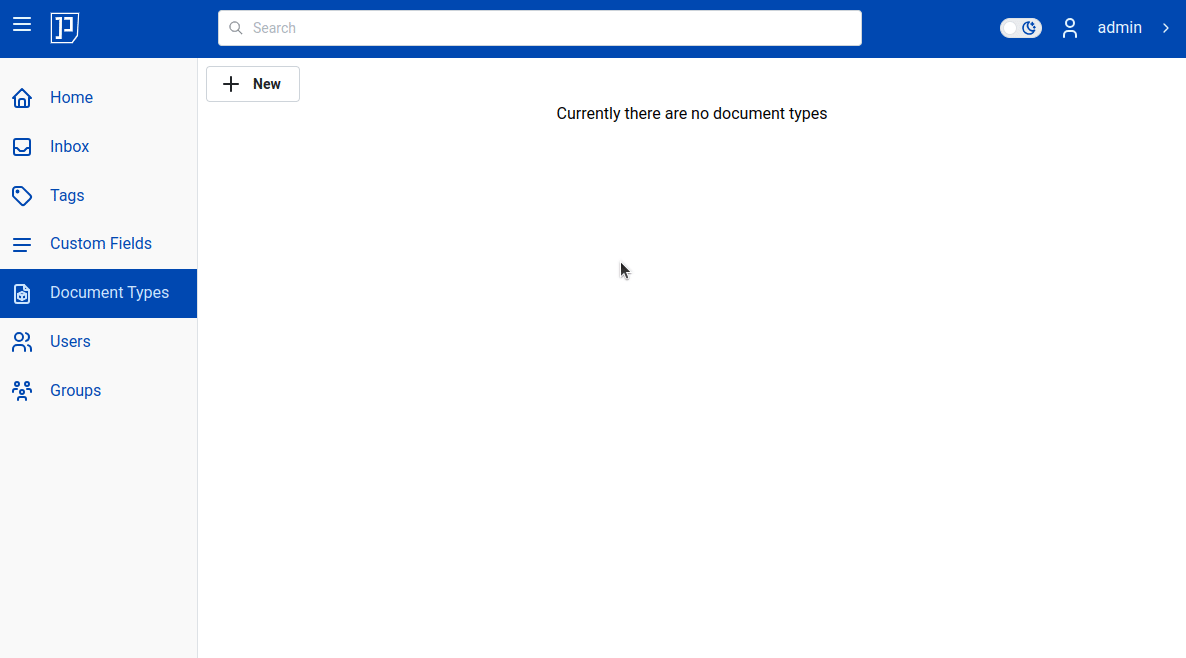 Search
admin
New
Currently there are no document types
Home
Inbox
Tags
Custom Fields
Document Types
Users
Groups